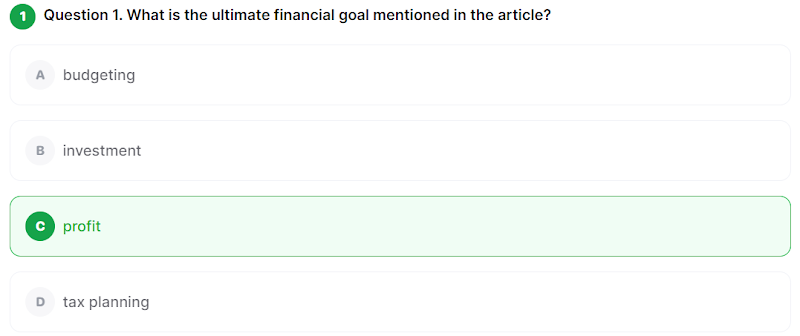 1 Question 1. What is the ultimate financial goal mentioned in the article?
A budgeting
B investment
C profit
D tax planning